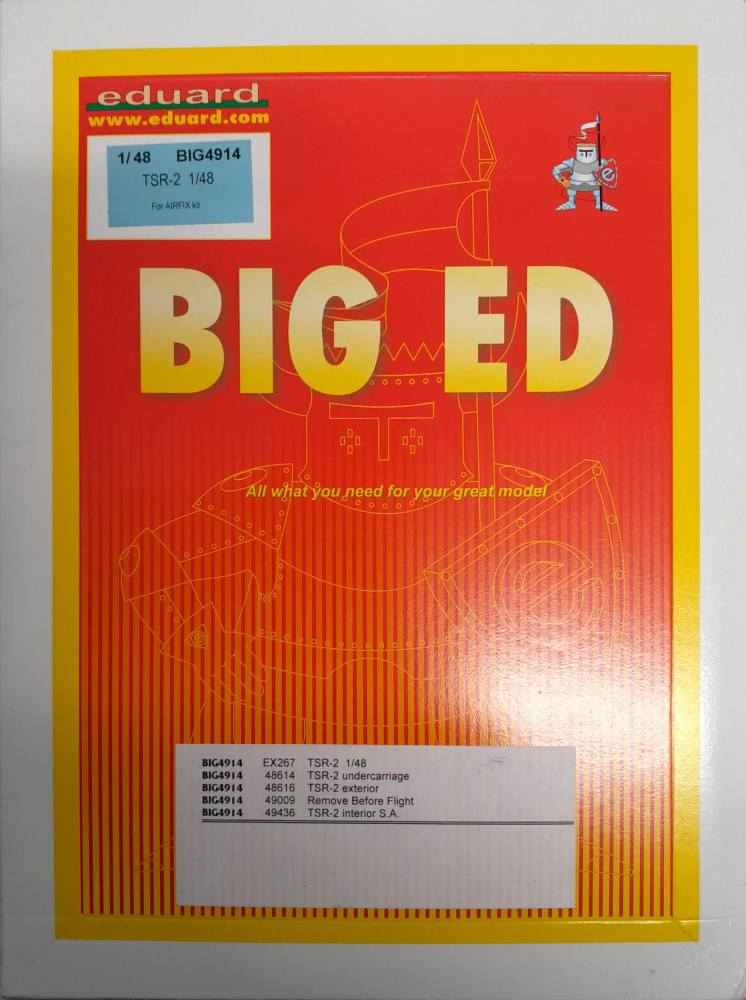 eduard
www.eduard.com
1/48 BIG4914
TSR-2 1/48
For AIRFIX kit
e
BIG ED
All what you need for your great model
e
BIG4914 EX267 TSR-2 1/48
BIG4914 48614 TSR-2 undercarriage
BIG4914 48616 TSR-2 exterior
BIG4914 49009 Remove Before Flight
BIG4914 49436 TSR-2 interior S.A.